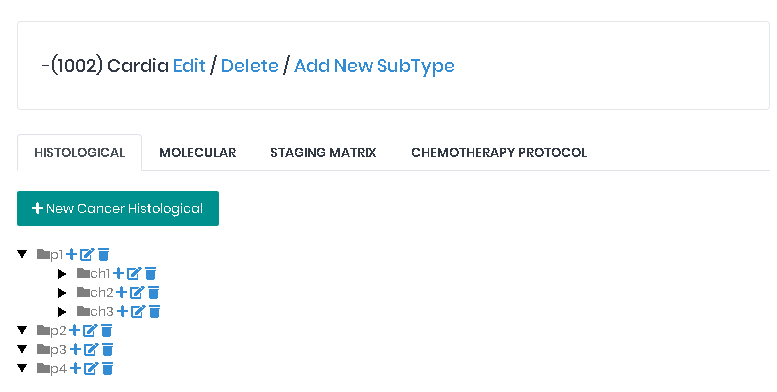 -(1002) Cardia Edit / Delete / Add New SubType
HISTOLOGICAL MOLECULAR STAGING MATRIX CHEMOTHERAPY PROTOCOL
New Cancer Histological
p1
ch1
ch2
ch3
p2
p3
p4